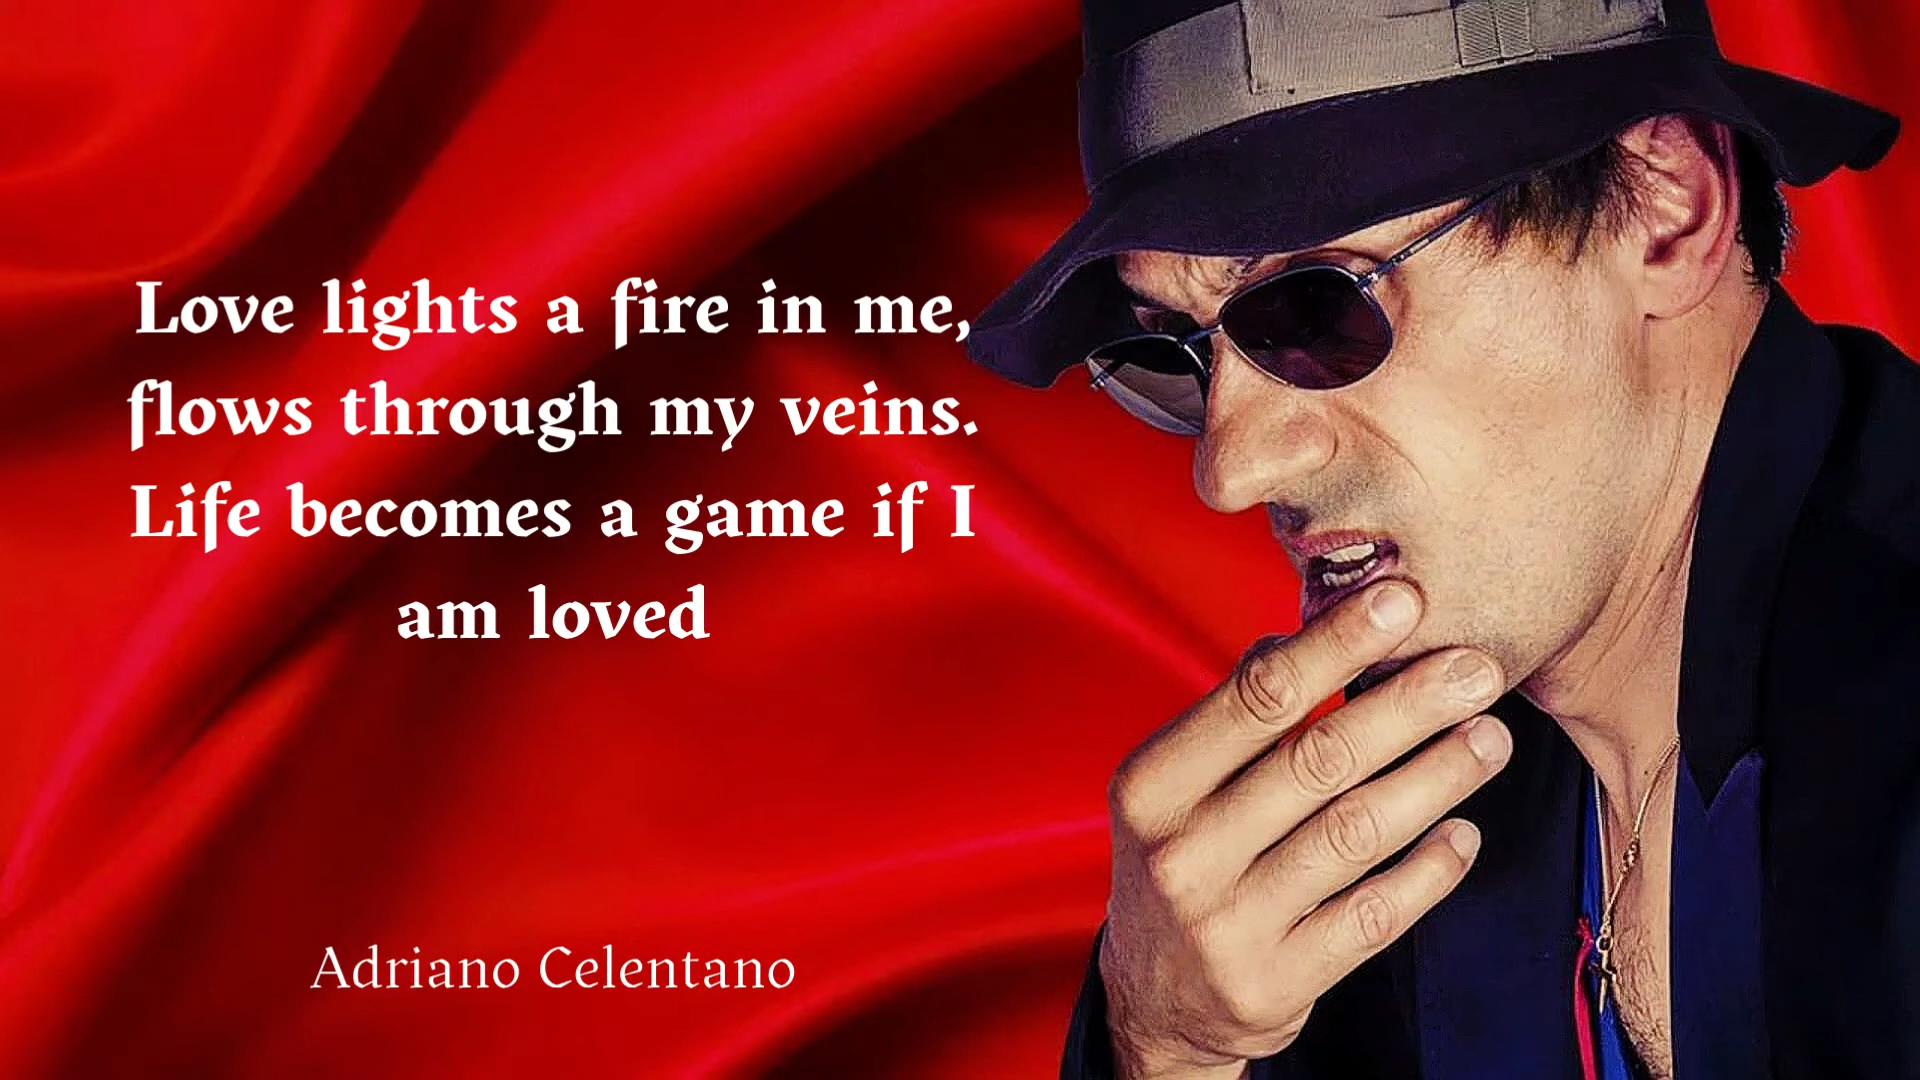 Love lights a fire in me,
flows through my veins.
Life becomes a game if I
am loved
Adriano Celentano